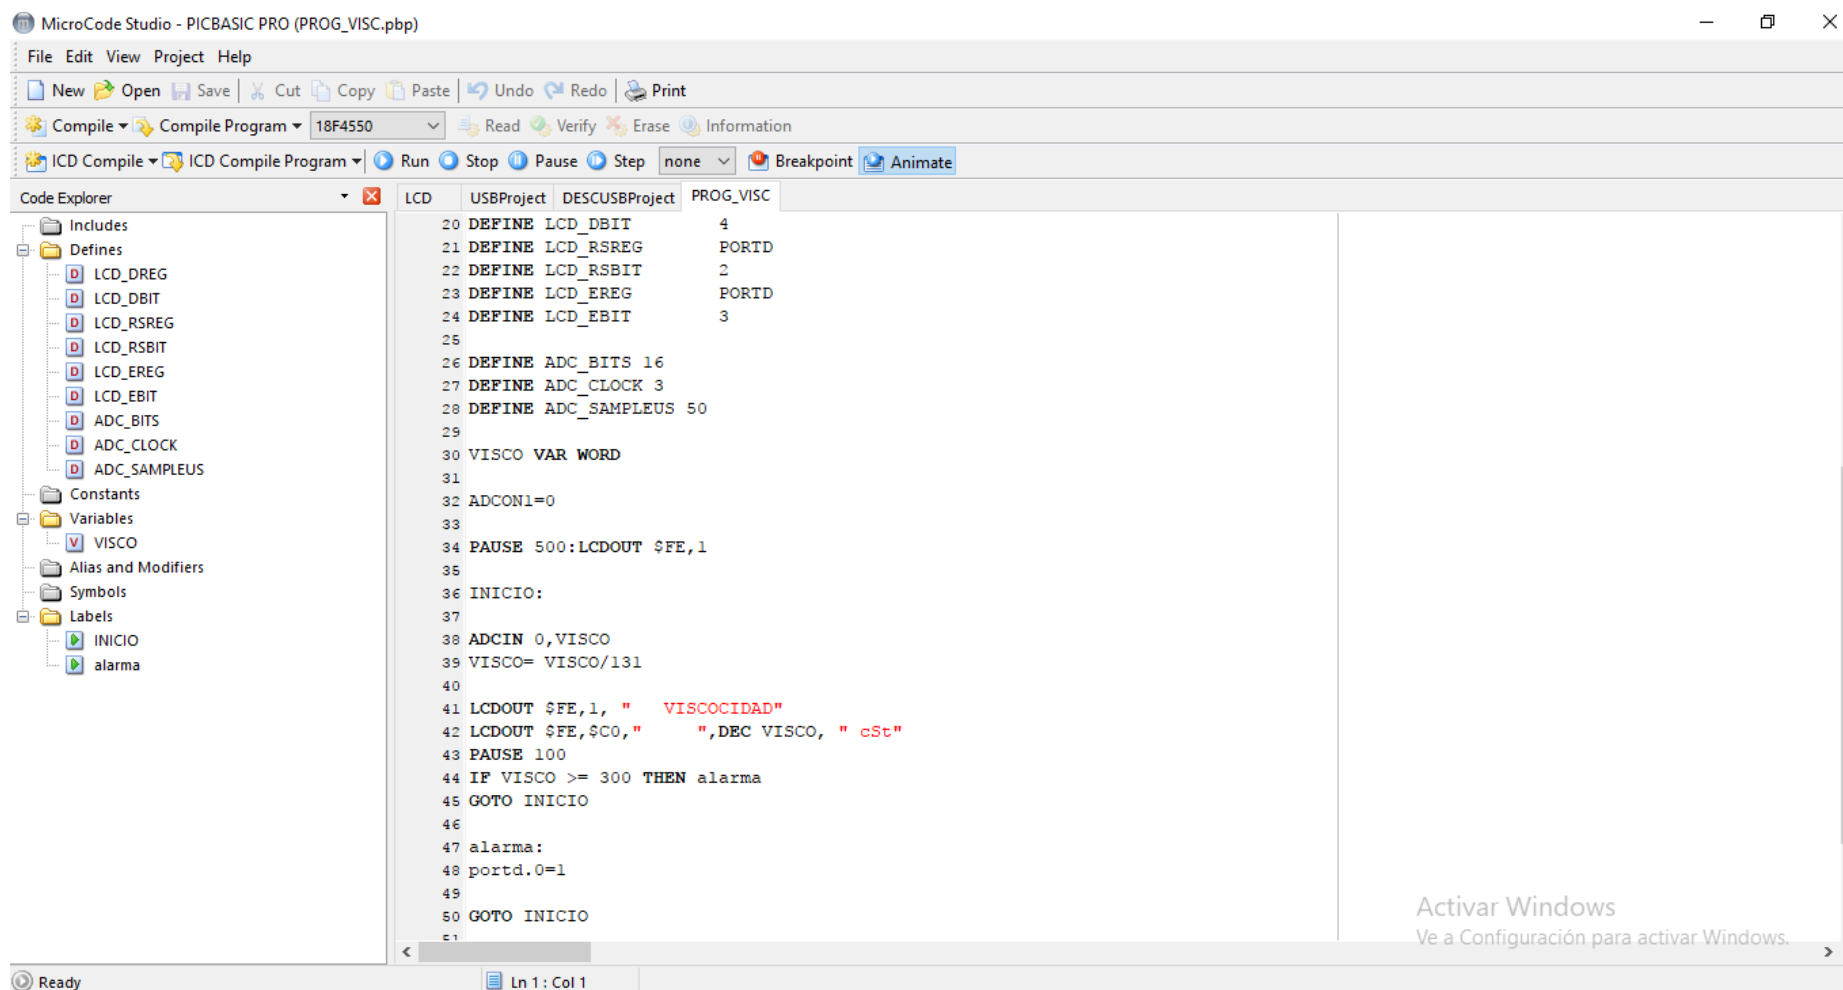 MicroCode Studio - PICBASIC PRO (PROG_VISC.pbp)
File Edit View Project Help
New Open Save Cut Copy Paste Undo Redo Print
Compile Compile Program 18F4550 Read Verify Erase Information
ICD Compile ICD Compile Program Run Stop Pause Step none Breakpoint Animate
Code Explorer
Includes
Defines
D LCD_DREG
D LCD_DBIT
D LCD_RSREG
D LCD_RSBIT
D LCD_EREG
D LCD_EBIT
D ADC_BITS
D ADC_CLOCK
D ADC_SAMPLEUS
Constants
Variables
V VISCO
Alias and Modifiers
Symbols
Labels
INICIO
alarma
LCD USBProject DESCUSBProject PROG_VISC
20 DEFINE LCD_DBIT 4
21 DEFINE LCD_RSREG PORTD
22 DEFINE LCD_RSBIT 2
23 DEFINE LCD_EREG PORTD
24 DEFINE LCD_EBIT 3
25
26 DEFINE ADC_BITS 16
27 DEFINE ADC_CLOCK 3
28 DEFINE ADC_SAMPLEUS 50
29
30 VISCO VAR WORD
31
32 ADCON1=0
33
34 PAUSE 500:LCDOUT $FE,1
35
36 INICIO:
37
38 ADCIN 0,VISCO
39 VISCO= VISCO/131
40
41 LCDOUT $FE,1, "   VISCOCIDAD"
42 LCDOUT $FE,$C0,"     ",DEC VISCO, " cSt"
43 PAUSE 100
44 IF VISCO >= 300 THEN alarma
45 GOTO INICIO
46
47 alarma:
48 portd.0=1
49
50 GOTO INICIO
51
Activar Windows
Ve a Configuración para activar Windows.
Ready Ln 1 : Col 1